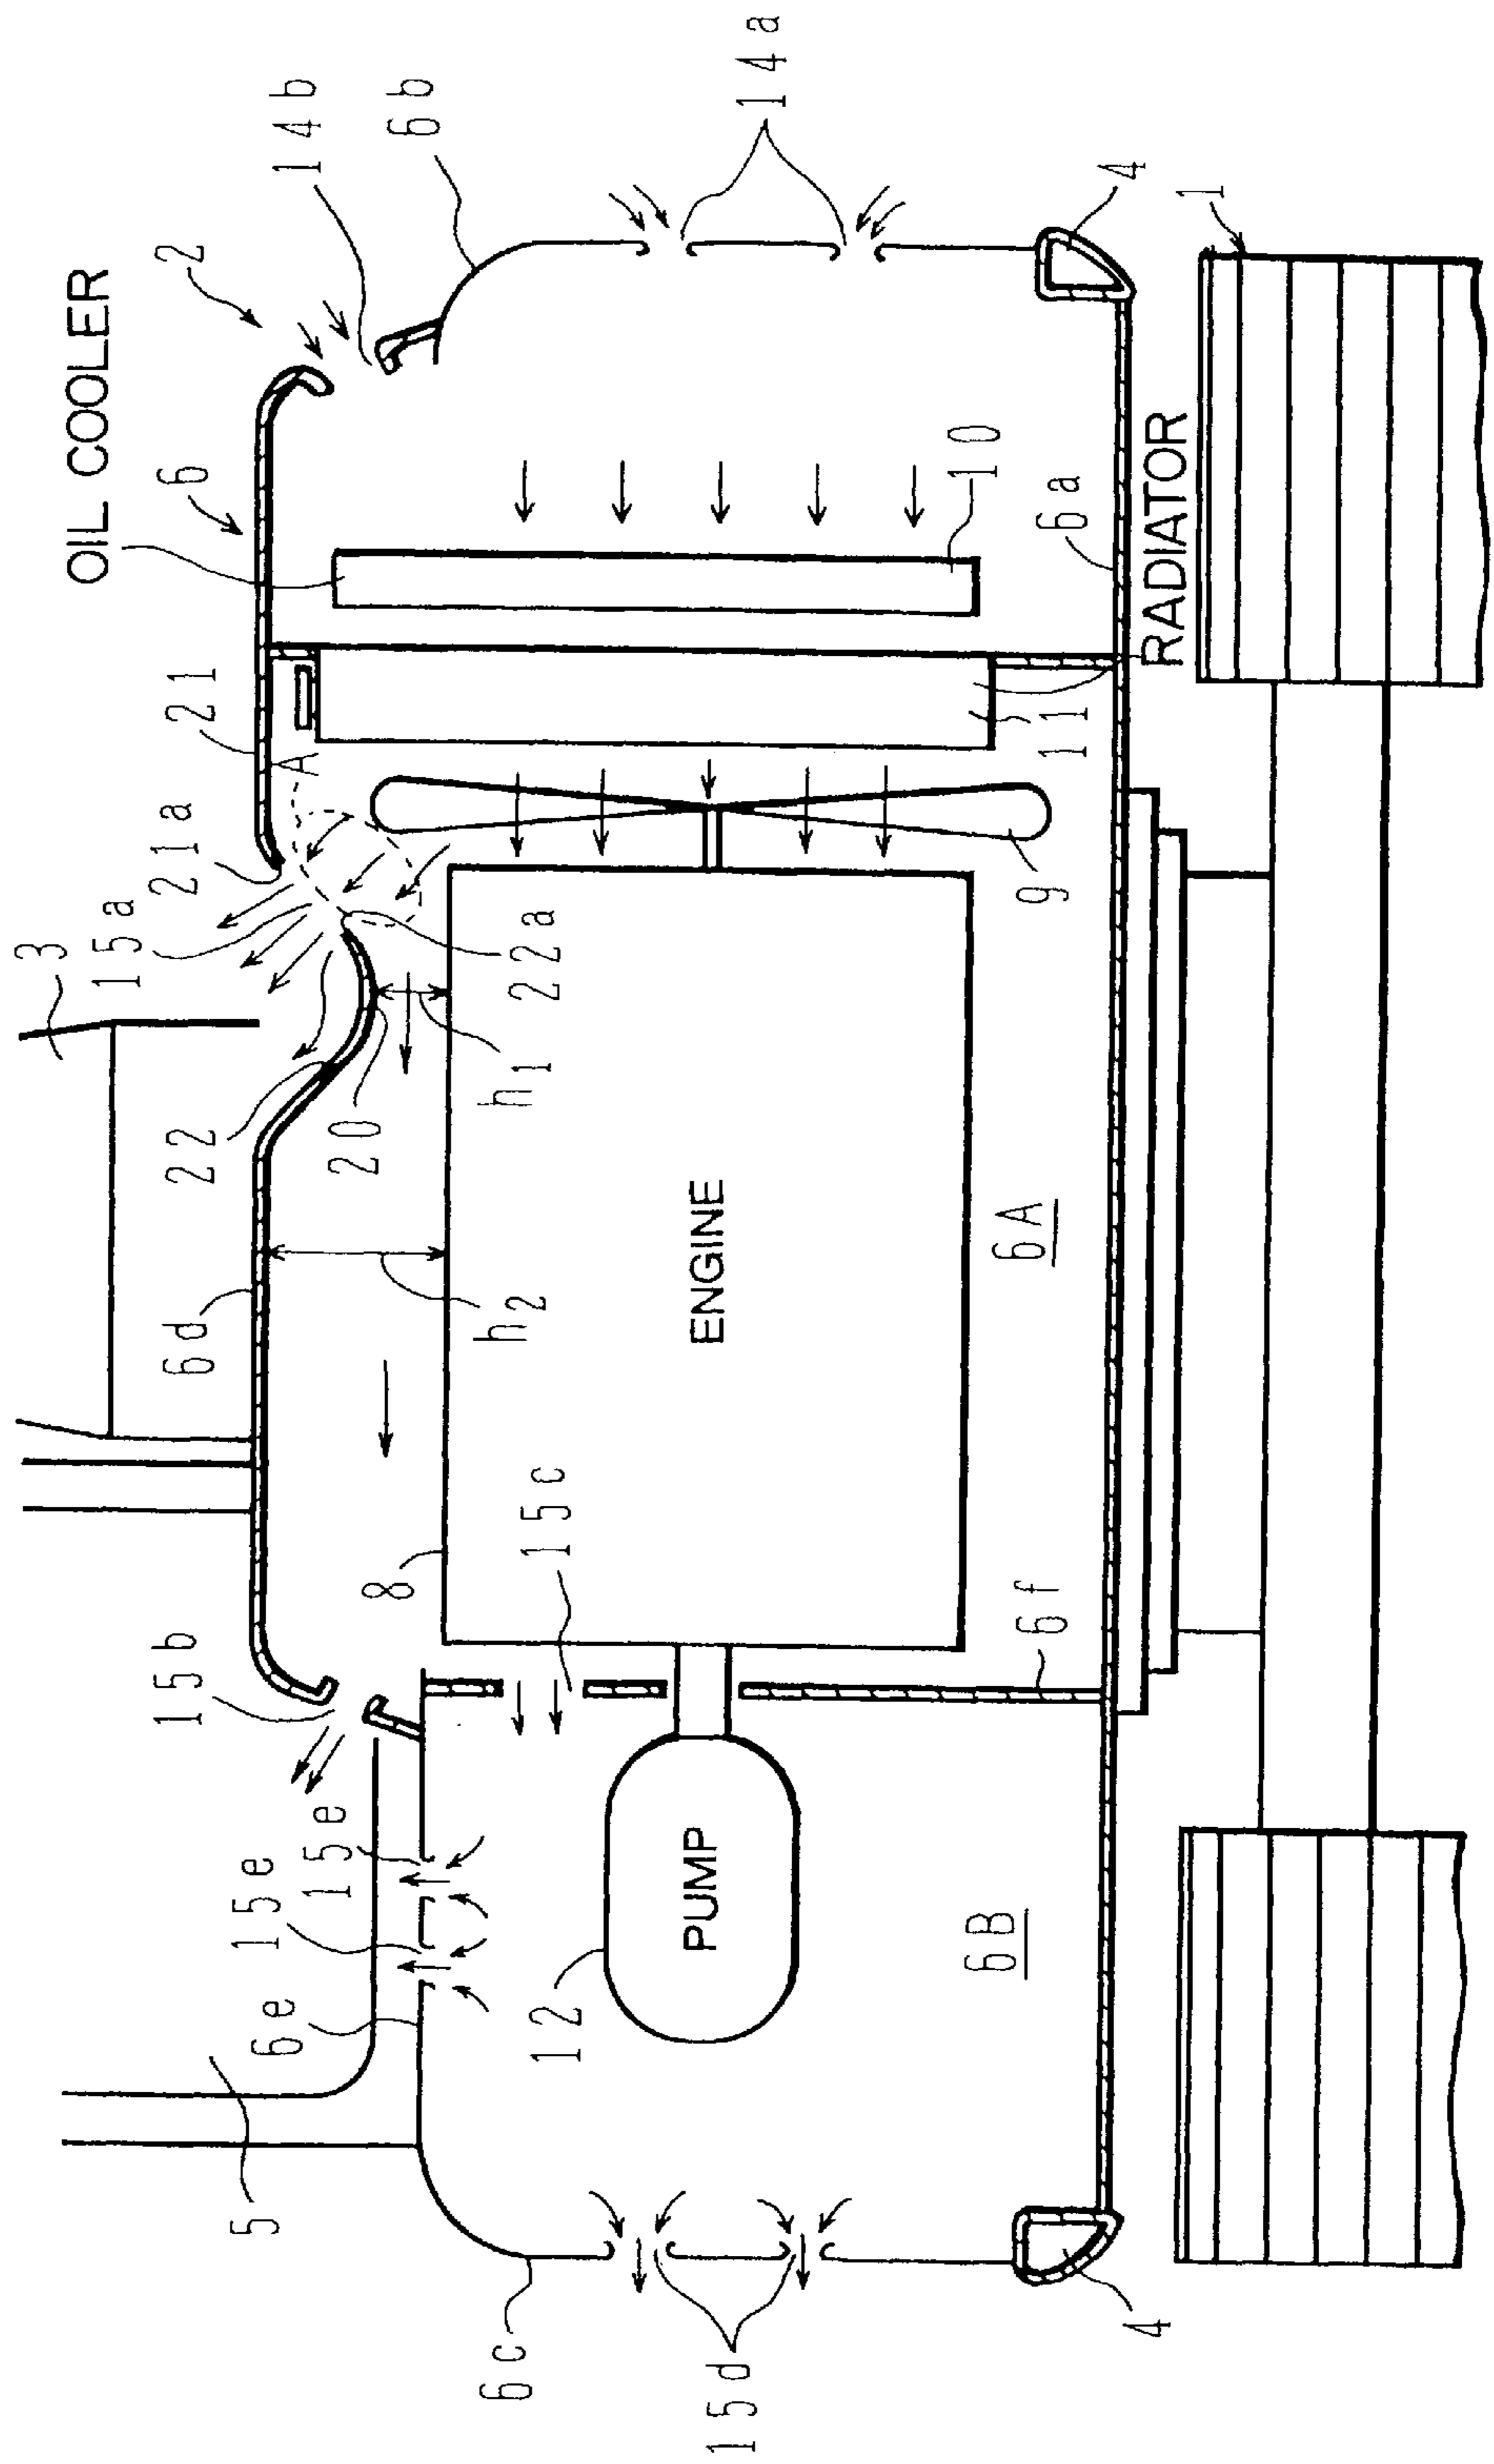 OIL COOLER
2
14b
6b
14a
4
1
6
10
6a
RADIATOR
21
A
11
21a
15a
22a
9
3
22
20
h1
6d
h2
ENGINE
6A
8
15c
6f
15b
15e
15e
6e
12
PUMP
6B
5
6c
15d
4